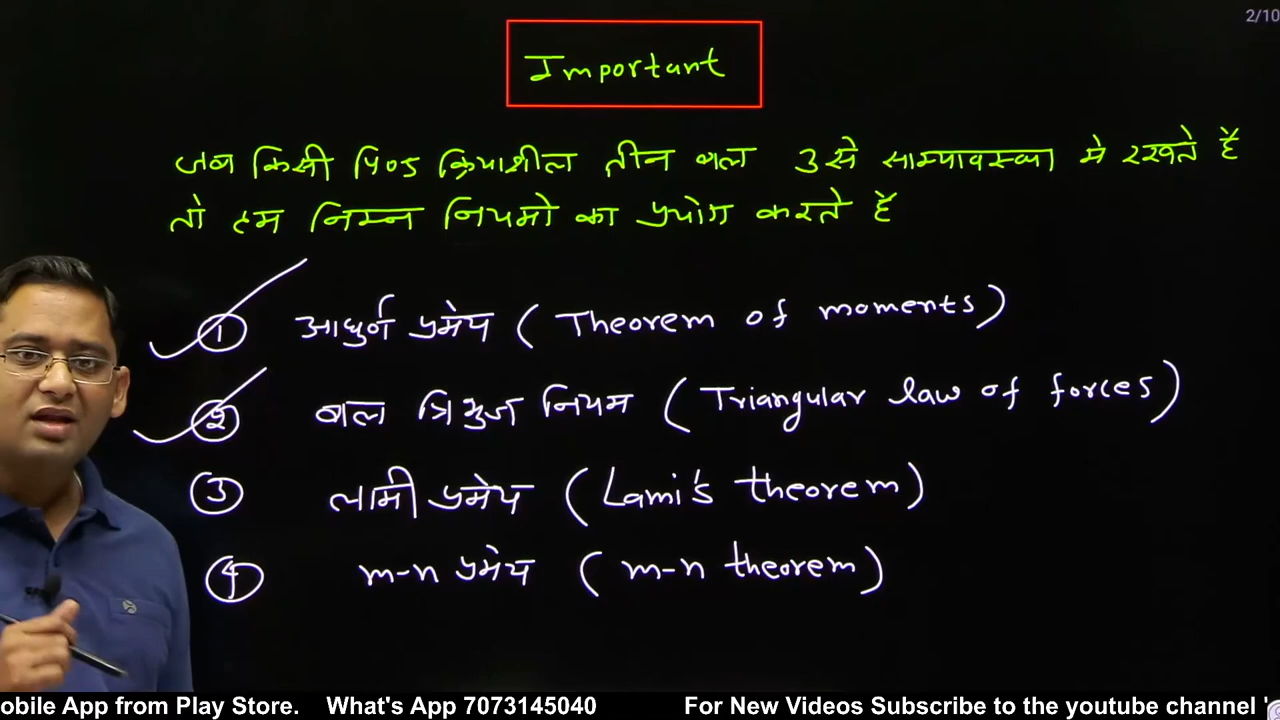 2/10
Important
जब किसी पिण्ड क्रियाशील तीन बल उसे साम्यावस्था मे रखते हैं
तो हम निम्न नियमो का प्रयोग करते हैं
① आघुर्ण प्रमेय ( Theorem of moments)
② बल त्रिभुज नियम ( Triangular law of forces)
③ लामी प्रमेय ( Lami's theorem)
④ m-n प्रमेय ( m-n theorem)
obile App from Play Store. What's App 7073145040 For New Videos Subscribe to the youtube channel '